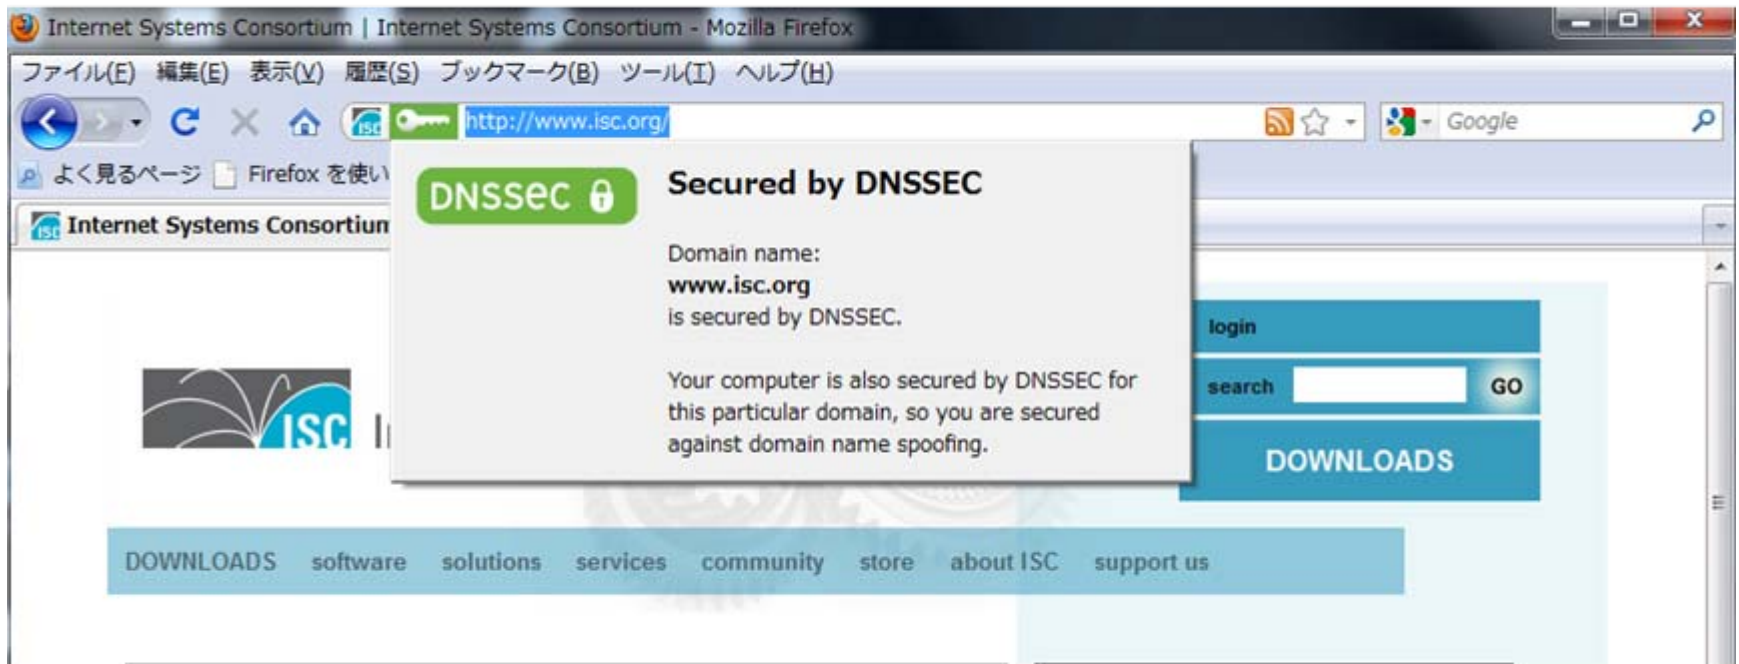 Internet Systems Consortium | Internet Systems Consortium - Mozilla Firefox
ファイル(F) 編集(E) 表示(V) 履歴(S) ブックマーク(B) ツール(T) ヘルプ(H)
isc http://www.isc.org/ Google
よく見るページ Firefox を使い
isc Internet Systems Consortium
DNSSEC Secured by DNSSEC
Domain name:
www.isc.org
is secured by DNSSEC.
Your computer is also secured by DNSSEC for
this particular domain, so you are secured
against domain name spoofing.
login
search GO
DOWNLOADS
ISC
DOWNLOADS software solutions services community store about ISC support us